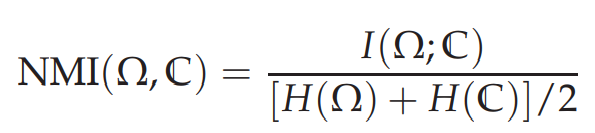 NMI(Ω, ℂ) = I(Ω; ℂ) / [H(Ω) + H(ℂ)]/2